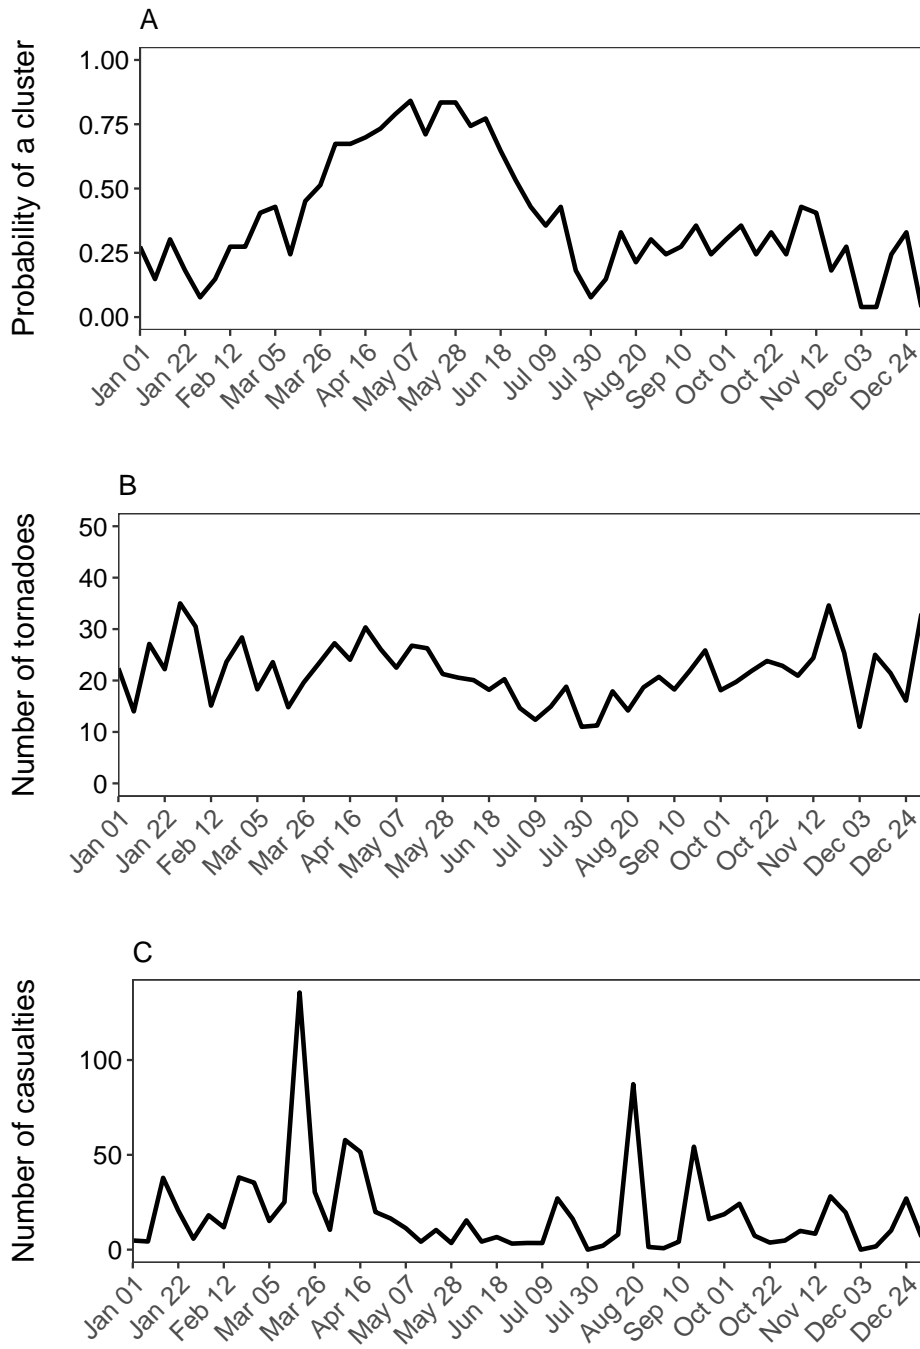 A
Probability of a cluster
1.00
0.75
0.50
0.25
0.00
Jan 01
Jan 22
Feb 12
Mar 05
Mar 26
Apr 16
May 07
May 28
Jun 18
Jul 09
Jul 30
Aug 20
Sep 10
Oct 01
Oct 22
Nov 12
Dec 03
Dec 24
B
Number of tornadoes
50
40
30
20
10
0
Jan 01
Jan 22
Feb 12
Mar 05
Mar 26
Apr 16
May 07
May 28
Jun 18
Jul 09
Jul 30
Aug 20
Sep 10
Oct 01
Oct 22
Nov 12
Dec 03
Dec 24
C
Number of casualties
100
50
0
Jan 01
Jan 22
Feb 12
Mar 05
Mar 26
Apr 16
May 07
May 28
Jun 18
Jul 09
Jul 30
Aug 20
Sep 10
Oct 01
Oct 22
Nov 12
Dec 03
Dec 24